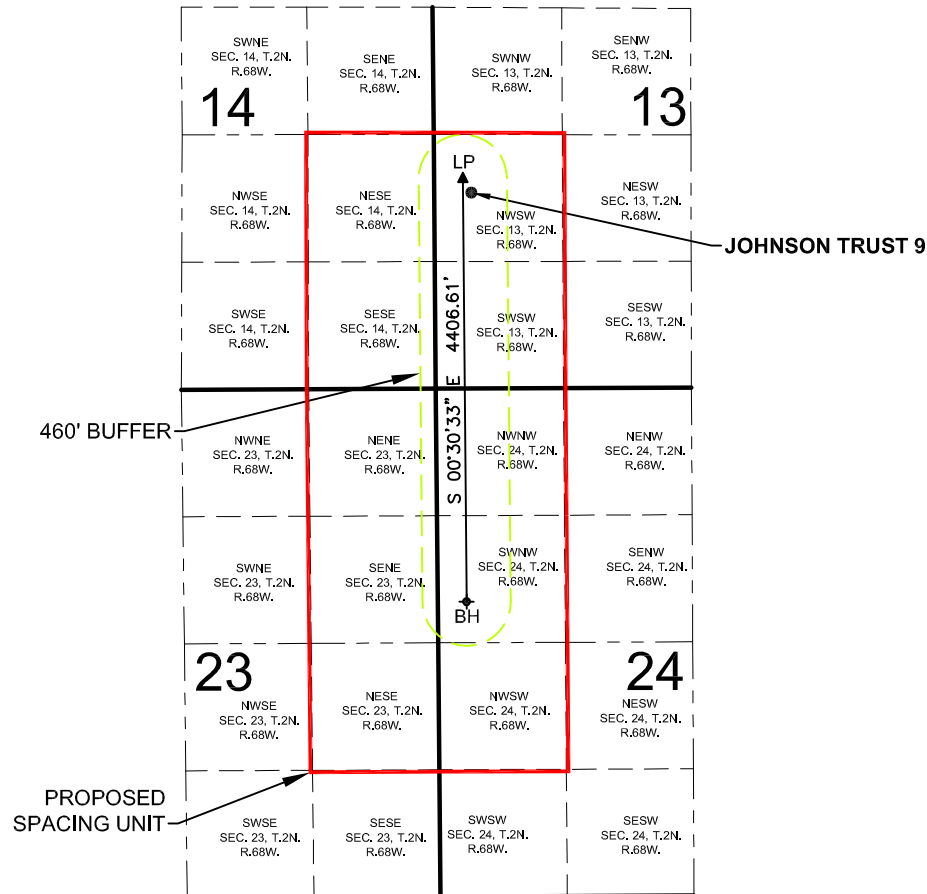 SWNE
SEC. 14, T.2N.
R.68W.
SENE
SEC. 14, T.2N.
R.68W.
SWNW
SEC. 13, T.2N.
R.68W.
SENW
SEC. 13, T.2N.
R.68W.
14
13
LP
NWSE
SEC. 14, T.2N.
R.68W.
NESE
SEC. 14, T.2N.
R.68W.
NWSW
SEC. 13, T.2N.
R.68W.
NESW
SEC. 13, T.2N.
R.68W.
JOHNSON TRUST 9
SWSE
SEC. 14, T.2N.
R.68W.
SESE
SEC. 14, T.2N.
R.68W.
S 00°30'33" E 4406.61'
SWSW
SEC. 13, T.2N.
R.68W.
SESW
SEC. 13, T.2N.
R.68W.
460' BUFFER
NWNE
SEC. 23, T.2N.
R.68W.
NENE
SEC. 23, T.2N.
R.68W.
NWNW
SEC. 24, T.2N.
R.68W.
NENW
SEC. 24, T.2N.
R.68W.
SWNE
SEC. 23, T.2N.
R.68W.
SENE
SEC. 23, T.2N.
R.68W.
SWNW
SEC. 24, T.2N.
R.68W.
SENW
SEC. 24, T.2N.
R.68W.
BH
23
24
NWSE
SEC. 23, T.2N.
R.68W.
NESE
SEC. 23, T.2N.
R.68W.
NWSW
SEC. 24, T.2N.
R.68W.
NESW
SEC. 24, T.2N.
R.68W.
PROPOSED
SPACING UNIT
SWSE
SEC. 23, T.2N.
R.68W.
SESE
SEC. 23, T.2N.
R.68W.
SWSW
SEC. 24, T.2N.
R.68W.
SESW
SEC. 24, T.2N.
R.68W.